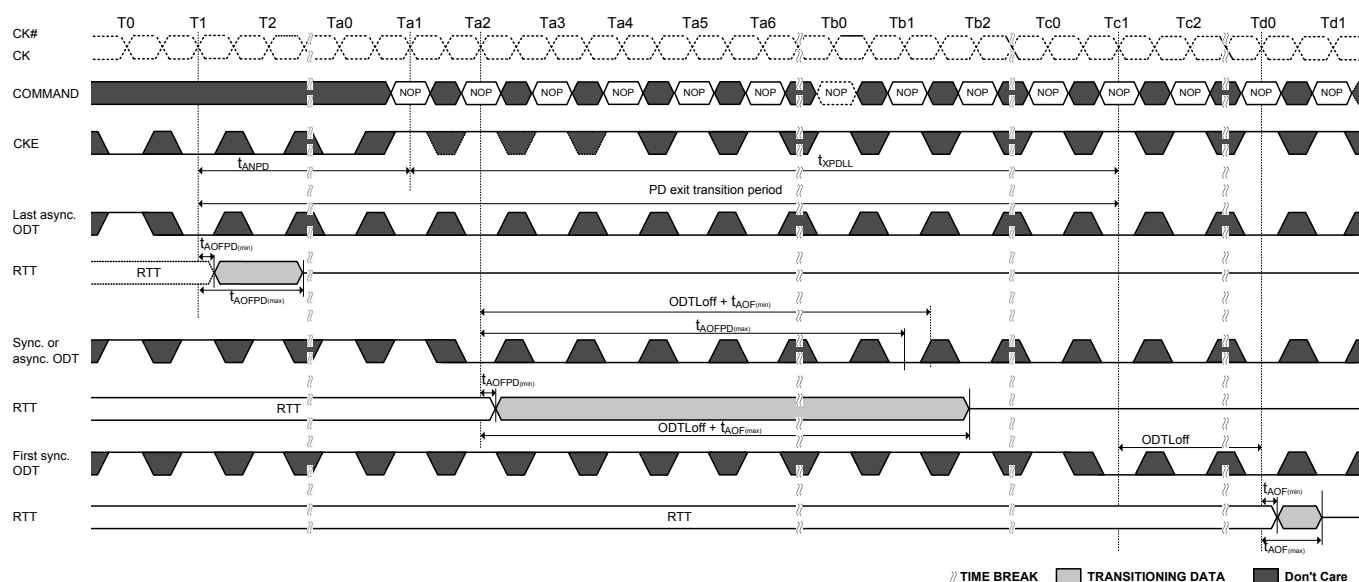 T0 T1 T2 Ta0 Ta1 Ta2 Ta3 Ta4 Ta5 Ta6 Tb0 Tb1 Tb2 Tc0 Tc1 Tc2 Td0 Td1
CK#
CK
COMMAND NOP NOP NOP NOP NOP NOP NOP NOP NOP NOP NOP NOP NOP NOP
CKE
tANPD tXPDLL
PD exit transition period
Last async.
ODT
tAOFPD(min)
RTT RTT
tAOFPD(max)
ODTLoff + tAOF(min)
tAOFPD(max)
Sync. or
async. ODT
tAOFPD(min)
RTT RTT
ODTLoff + tAOF(max)
ODTLoff
First sync.
ODT
tAOF(min)
RTT RTT RTT
tAOF(max)
TIME BREAK TRANSITIONING DATA Don't Care